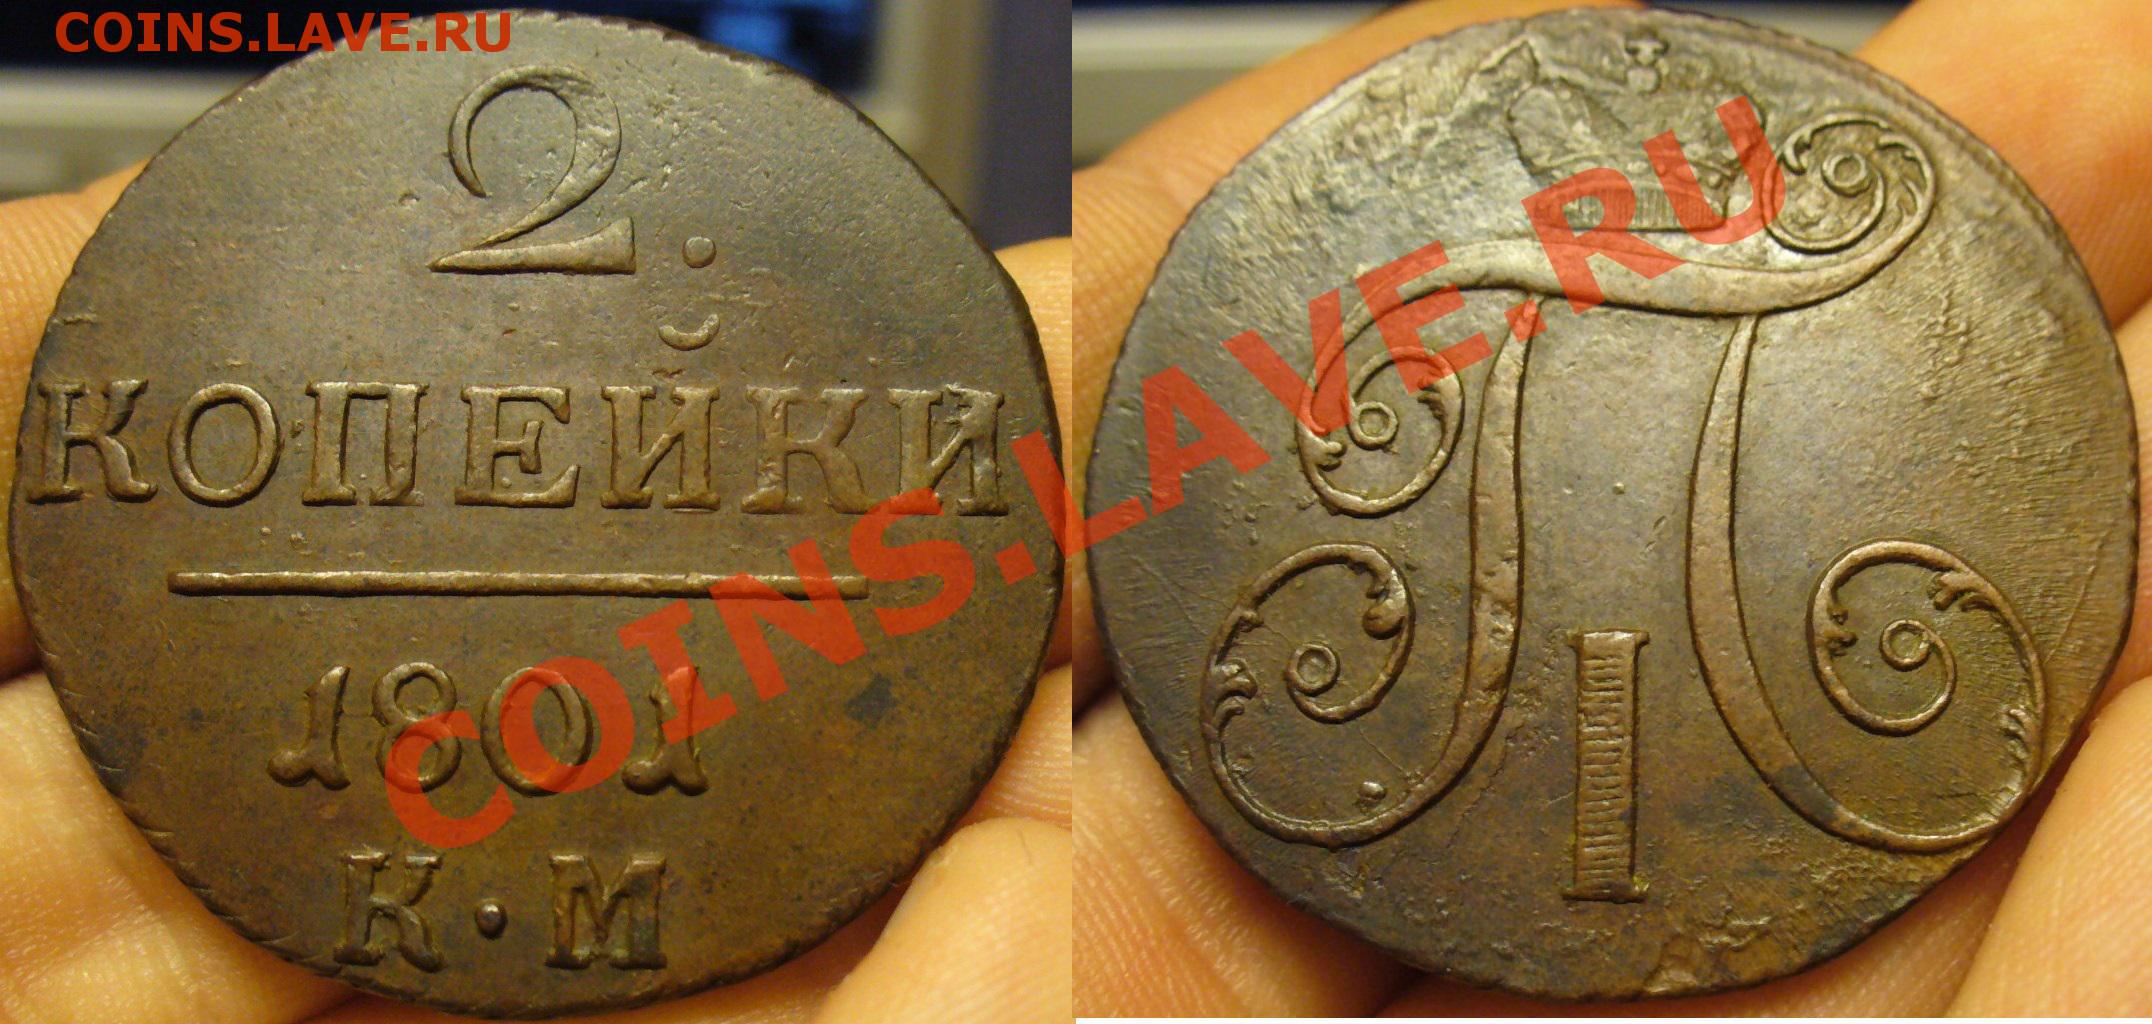 COINS.LAVE.RU
2.
КОПЕЙКИ
1801
К·М
П
I
COINS.LAVE.RU